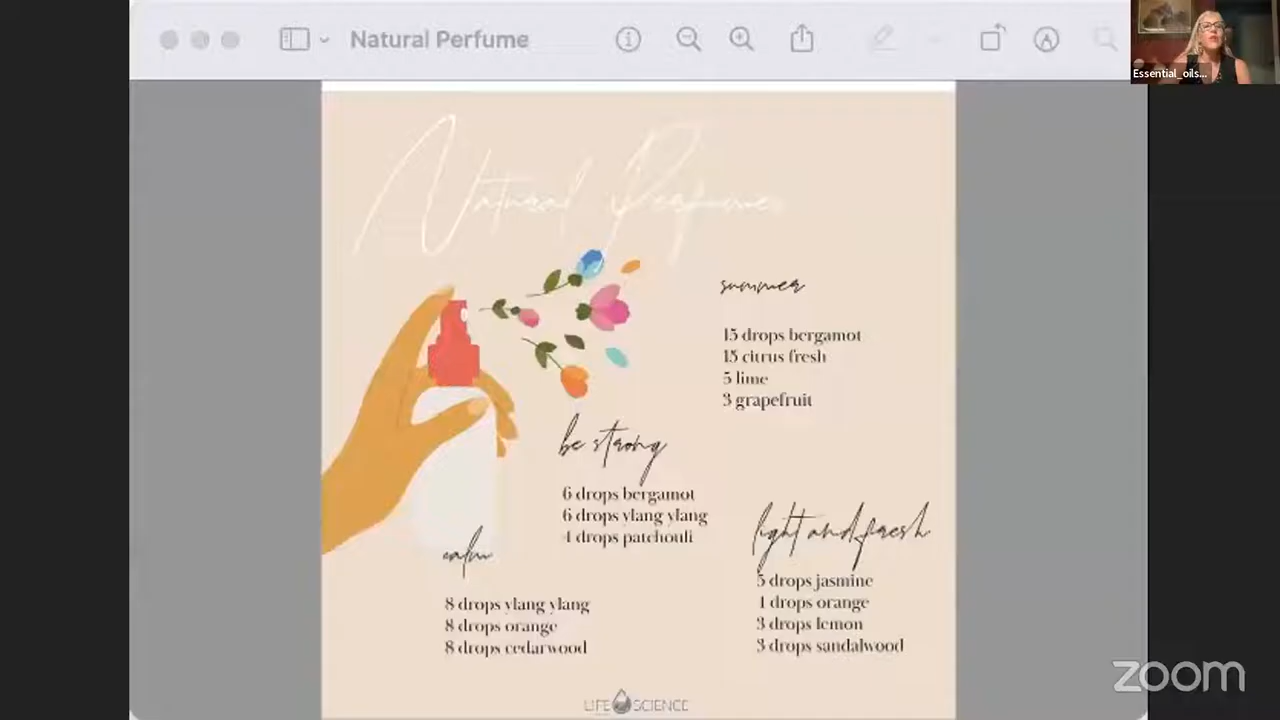 Natural Perfume
Essential_oils...
Natural Perfume
summer
15 drops bergamot
15 citrus fresh
5 lime
3 grapefruit
be strong
6 drops bergamot
6 drops ylang ylang
4 drops patchouli
calm
8 drops ylang ylang
8 drops orange
8 drops cedarwood
light and fresh
5 drops jasmine
drops orange
3 drops lemon
3 drops sandalwood
LIFE SCIENCE
zoom